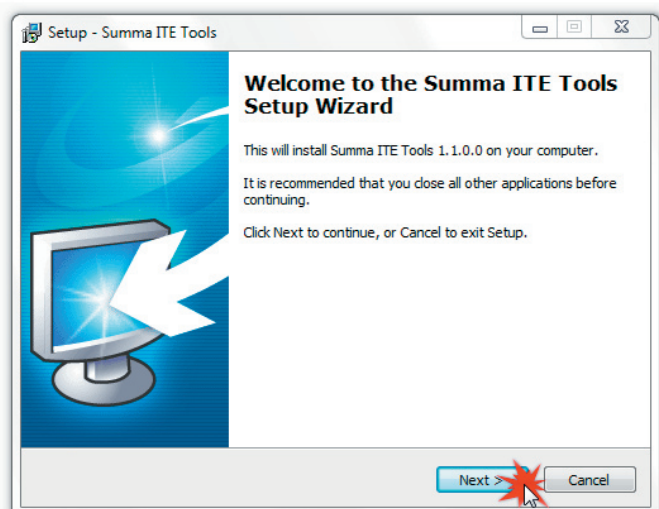 Setup - Summa ITE Tools
Welcome to the Summa ITE Tools
Setup Wizard
This will install Summa ITE Tools 1.1.0.0 on your computer.
It is recommended that you close all other applications before
continuing.
Click Next to continue, or Cancel to exit Setup.
Next >
Cancel